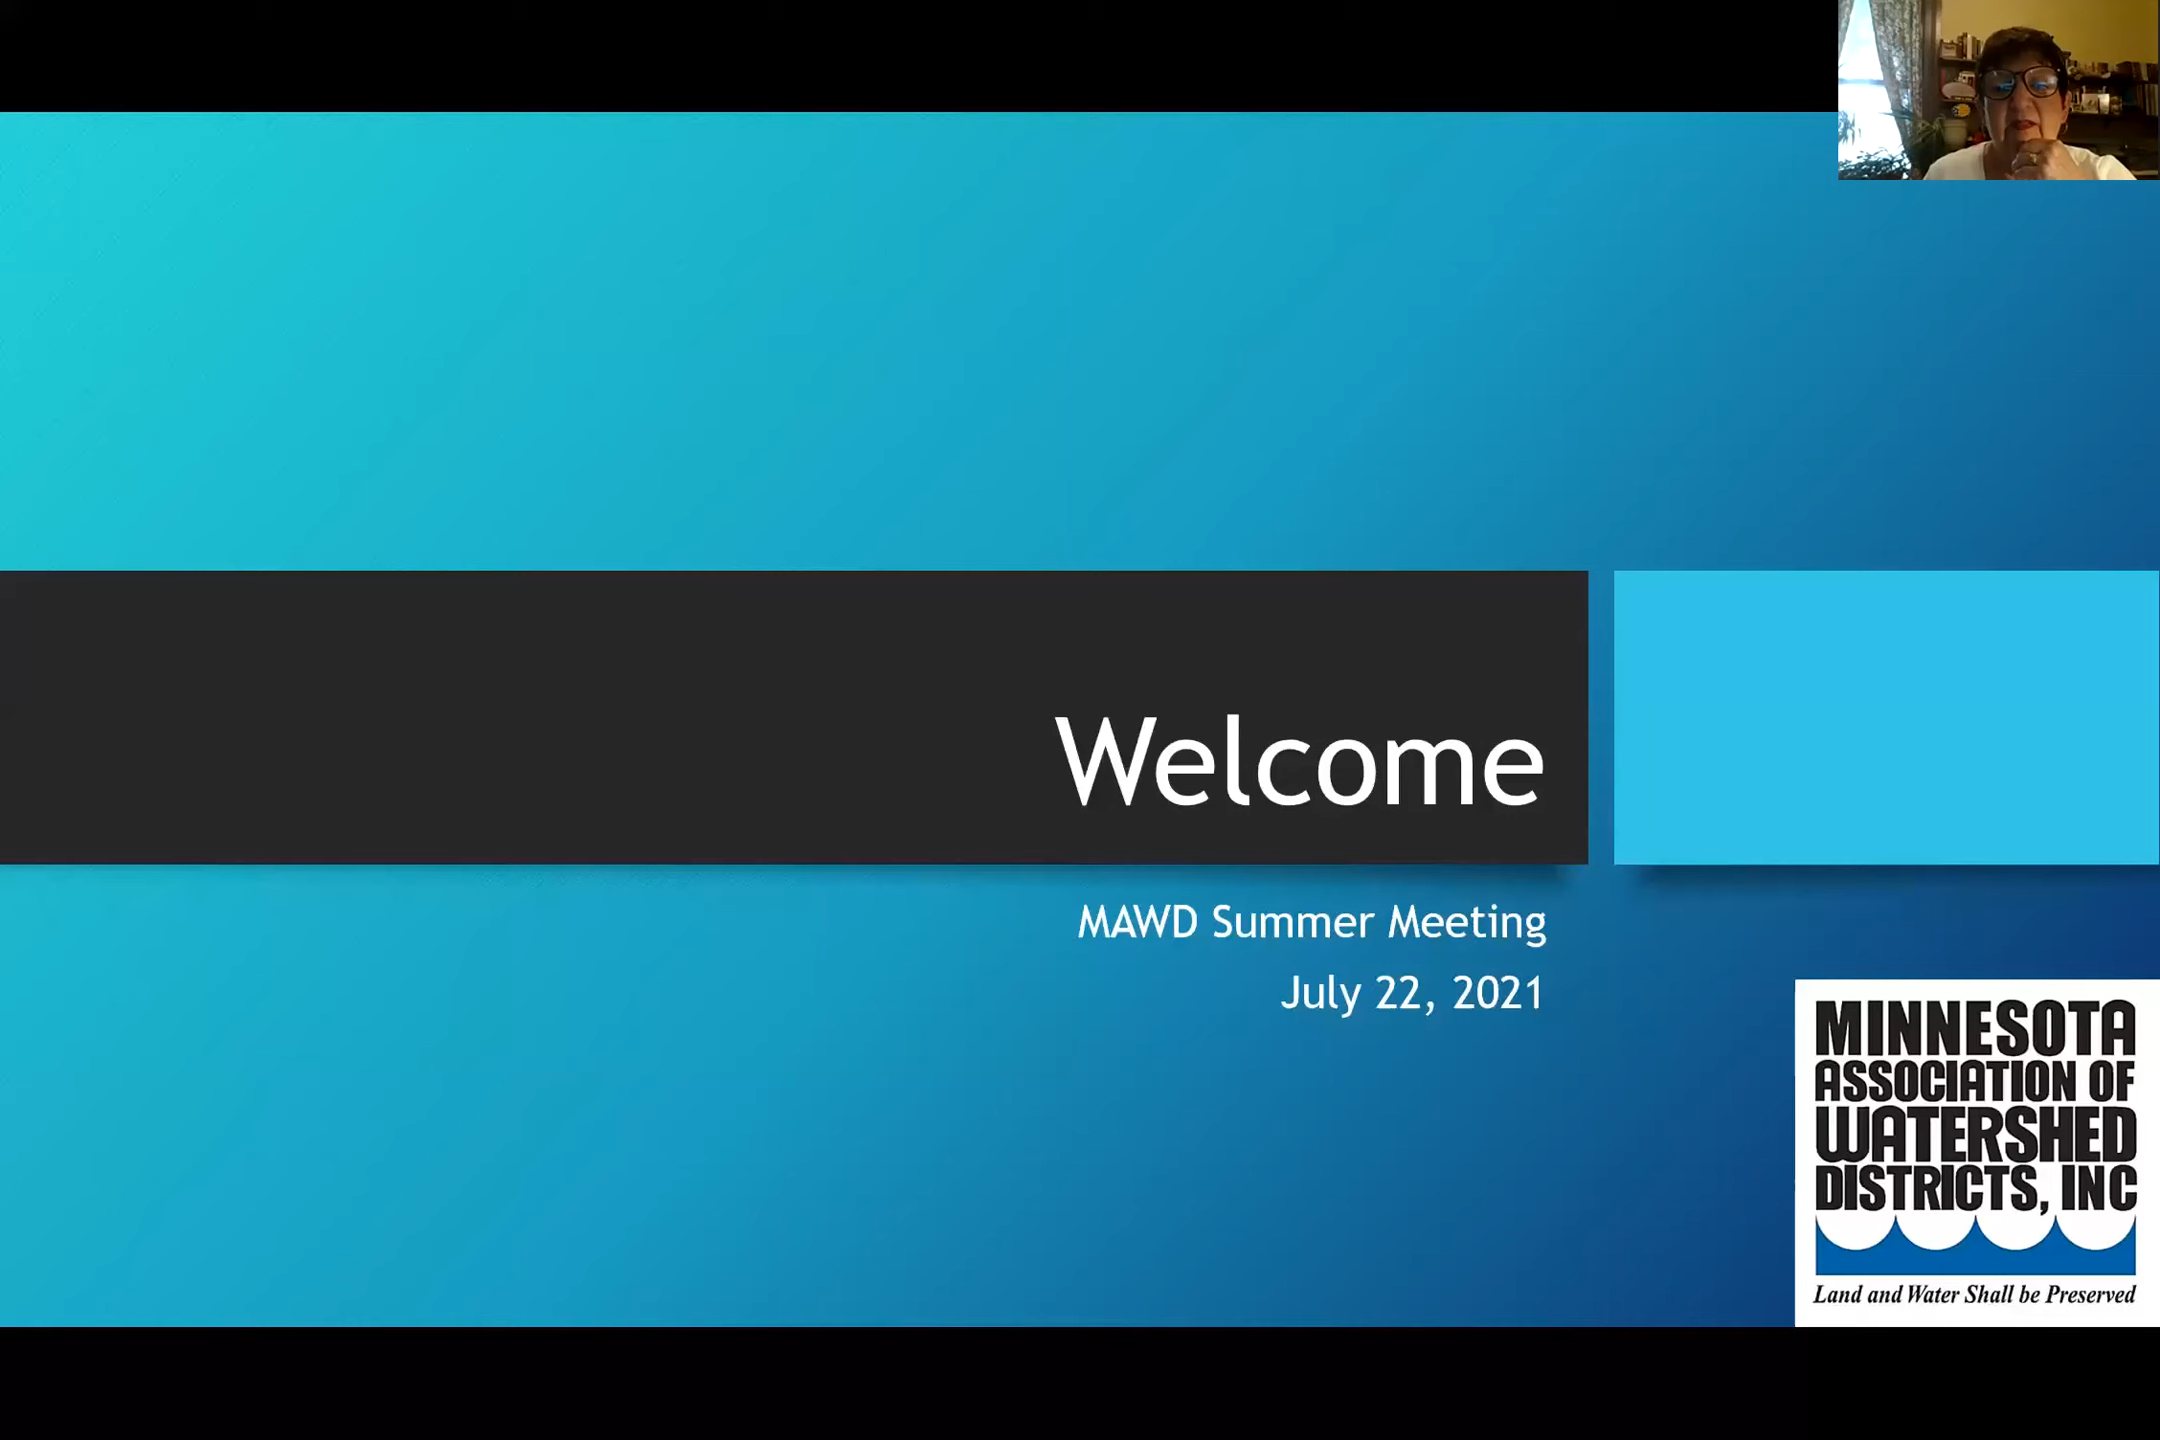 Welcome
MAWD Summer Meeting
July 22, 2021
MINNESOTA
ASSOCIATION OF
WATERSHED
DISTRICTS, INC
Land and Water Shall be Preserved